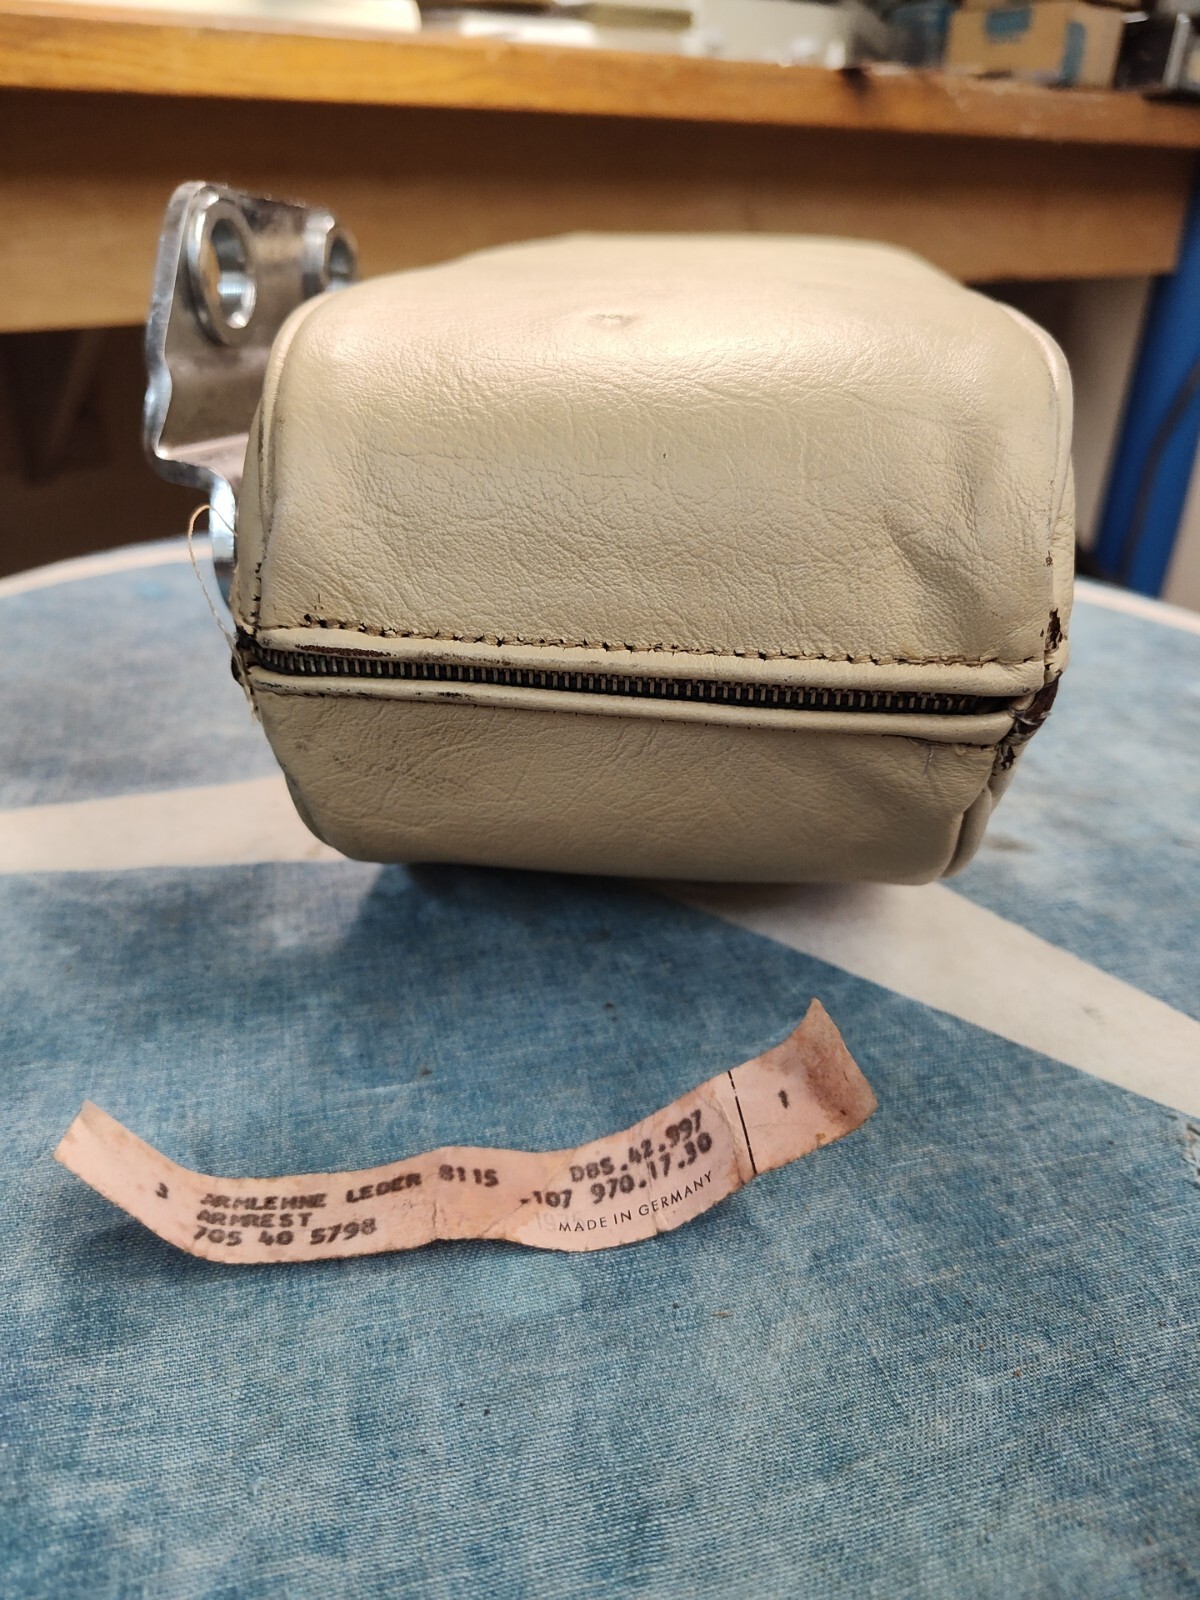 3 ARMLEHNE LEDER 8115
ARMREST
705 40 5798
DBS.42.997
-107 970.17.30
MADE IN GERMANY
1